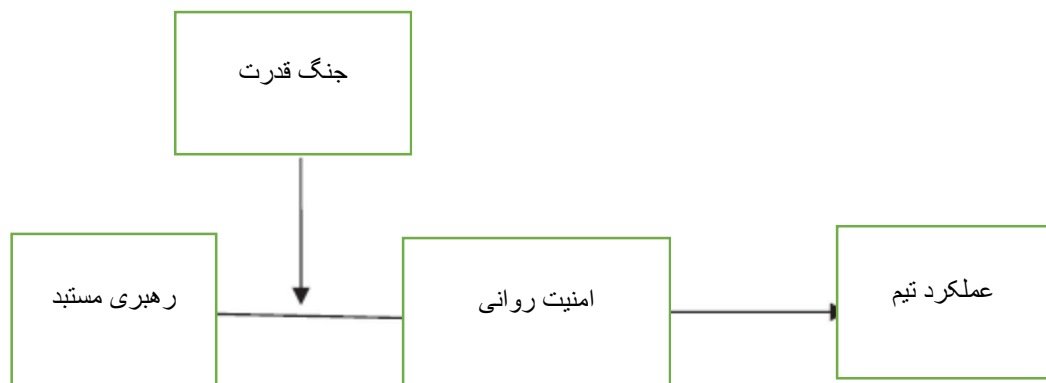 جنگ قدرت
رهبری مستبد
امنیت روانی
عملکرد تیم